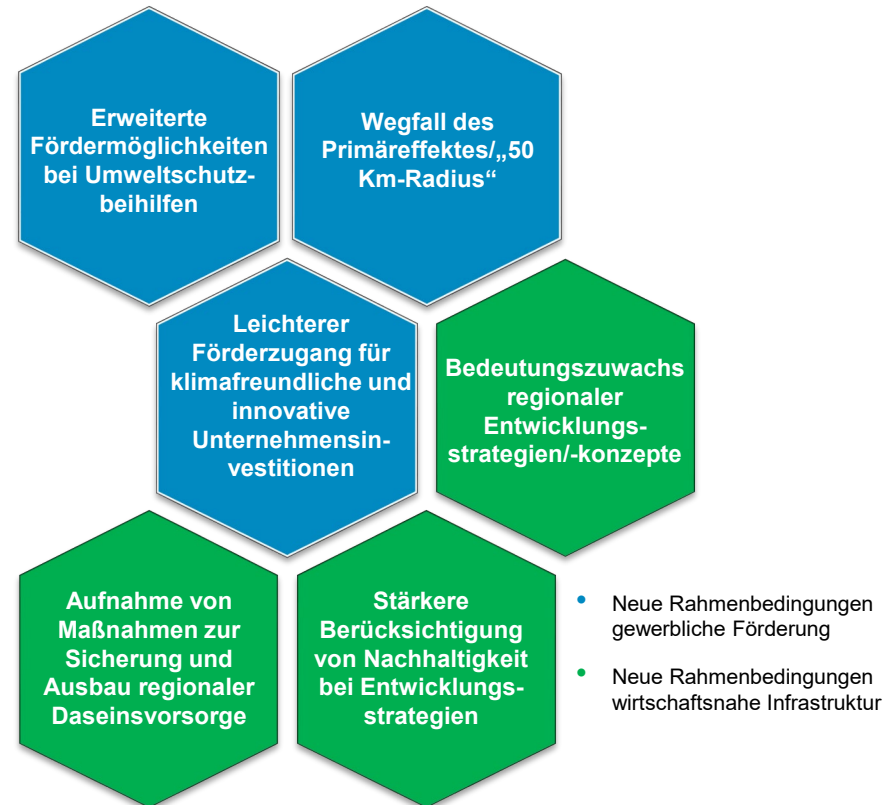 Erweiterte
Fördermöglichkeiten
bei Umweltschutz-
beihilfen
Wegfall des
Primäreffektes/„50
Km-Radius“
Leichterer
Förderzugang für
klimafreundliche und
innovative
Unternehmensin-
vestitionen
Bedeutungszuwachs
regionaler
Entwicklungs-
strategien/-konzepte
Aufnahme von
Maßnahmen zur
Sicherung und
Ausbau regionaler
Daseinsvorsorge
Stärkere
Berücksichtigung
von Nachhaltigkeit
bei Entwicklungs-
strategien
• Neue Rahmenbedingungen
gewerbliche Förderung
• Neue Rahmenbedingungen
wirtschaftsnahe Infrastruktur